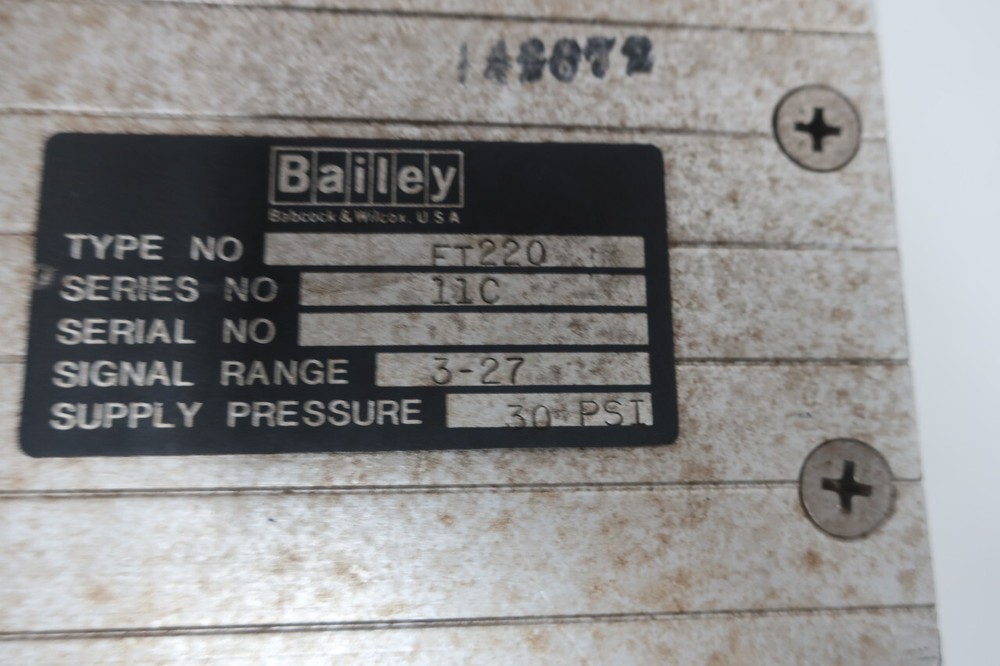 Bailey
Babcock & Wilcox, U S A
TYPE NO FT220
SERIES NO 11C
SERIAL NO
SIGNAL RANGE 3-27
SUPPLY PRESSURE 30 PSI